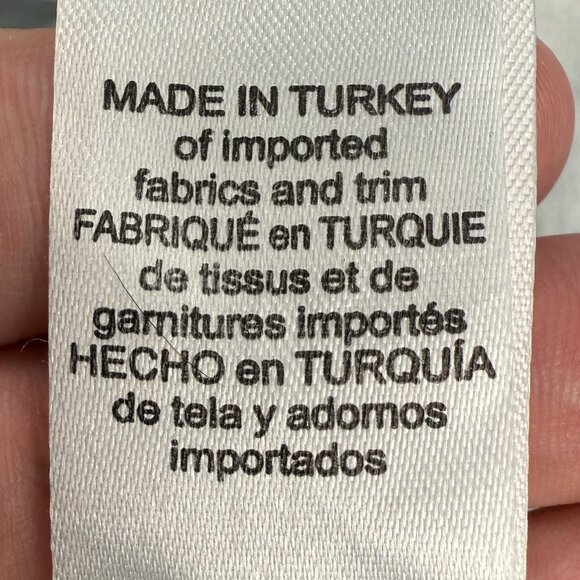 MADE IN TURKEY
of imported
fabrics and trim
FABRIQUÉ en TURQUIE
de tissus et de
garnitures importés
HECHO en TURQUÍA
de tela y adornos
importados